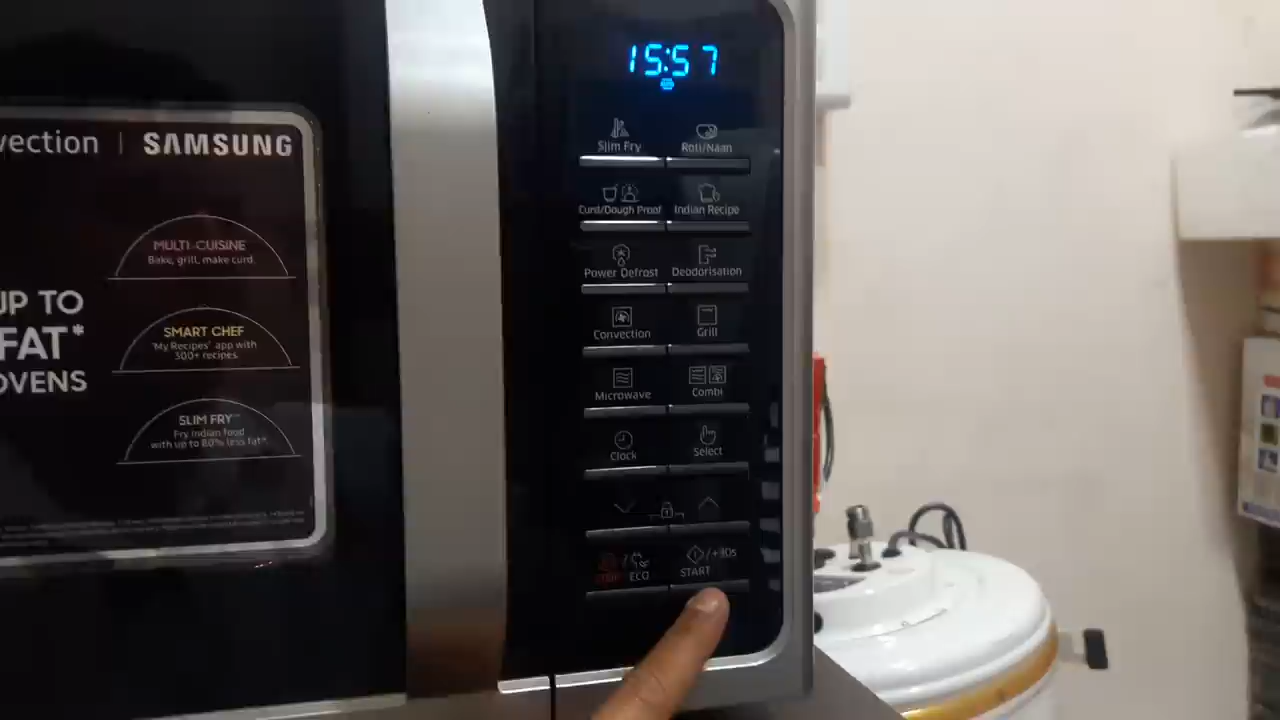 vection | SAMSUNG
MULTI-CUISINE
Bake, grill, make curd.
UP TO
FAT*
OVENS
SMART CHEF
'My Recipes' app with
300+ recipes.
SLIM FRY™
Fry Indian food
with up to 80% less fat*.
15:57
Slim Fry
Roti/Naan
Curd/Dough Proof
Indian Recipe
Power Defrost
Deodorisation
Convection
Grill
Microwave
Combi
Clock
Select
STOP / ECO
/+30s
START